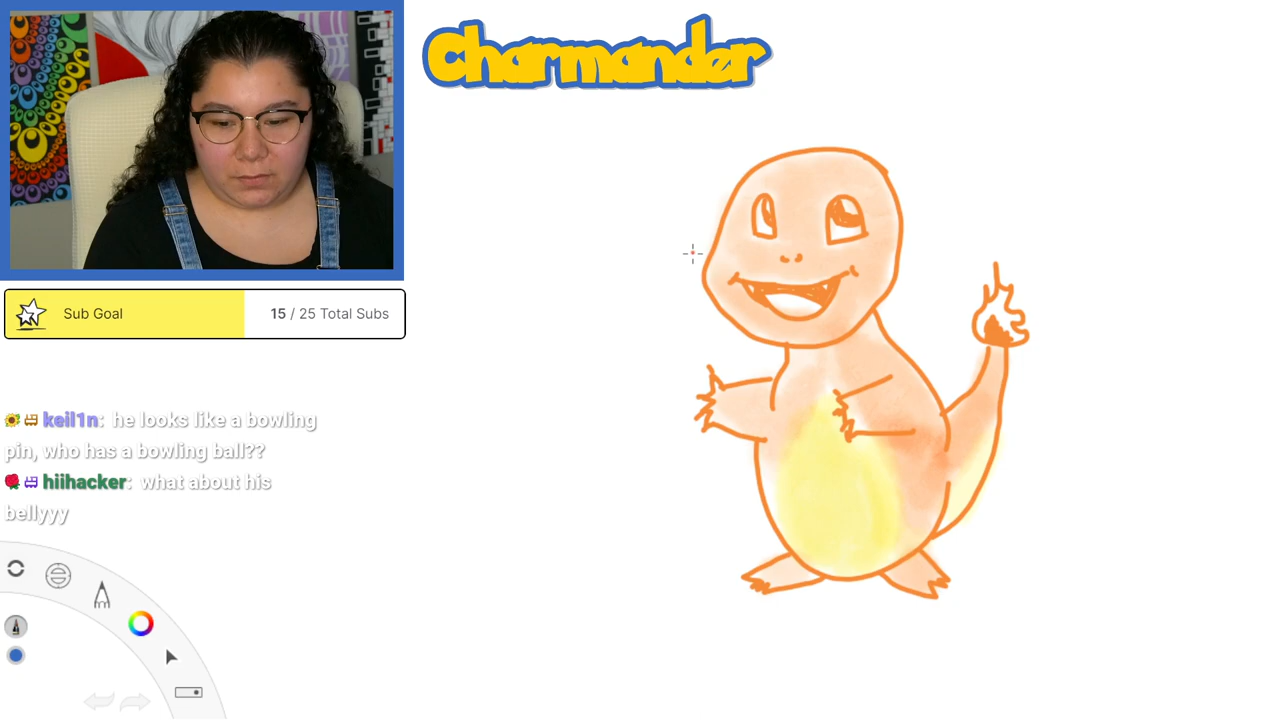 Charmander
Sub Goal
15 / 25 Total Subs
keil1n: he looks like a bowling
pin, who has a bowling ball??
hiihacker: what about his
bellyyy